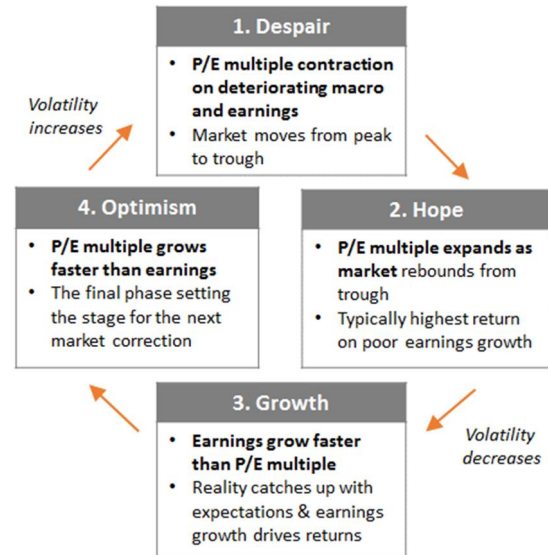 1. Despair
• P/E multiple contraction
on deteriorating macro
and earnings
• Market moves from peak
to trough
Volatility
increases
4. Optimism
• P/E multiple grows
faster than earnings
• The final phase setting
the stage for the next
market correction
2. Hope
• P/E multiple expands as
market rebounds from
trough
• Typically highest return
on poor earnings growth
3. Growth
• Earnings grow faster
than P/E multiple
• Reality catches up with
expectations & earnings
growth drives returns
Volatility
decreases